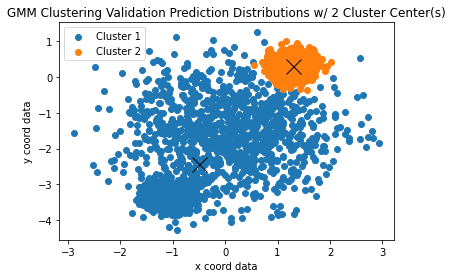 GMM Clustering Validation Prediction Distributions w/ 2 Cluster Center(s)
Cluster 1
Cluster 2
y coord data
1
0
−1
−2
−3
−4
−3
−2
−1
0
1
2
3
x coord data